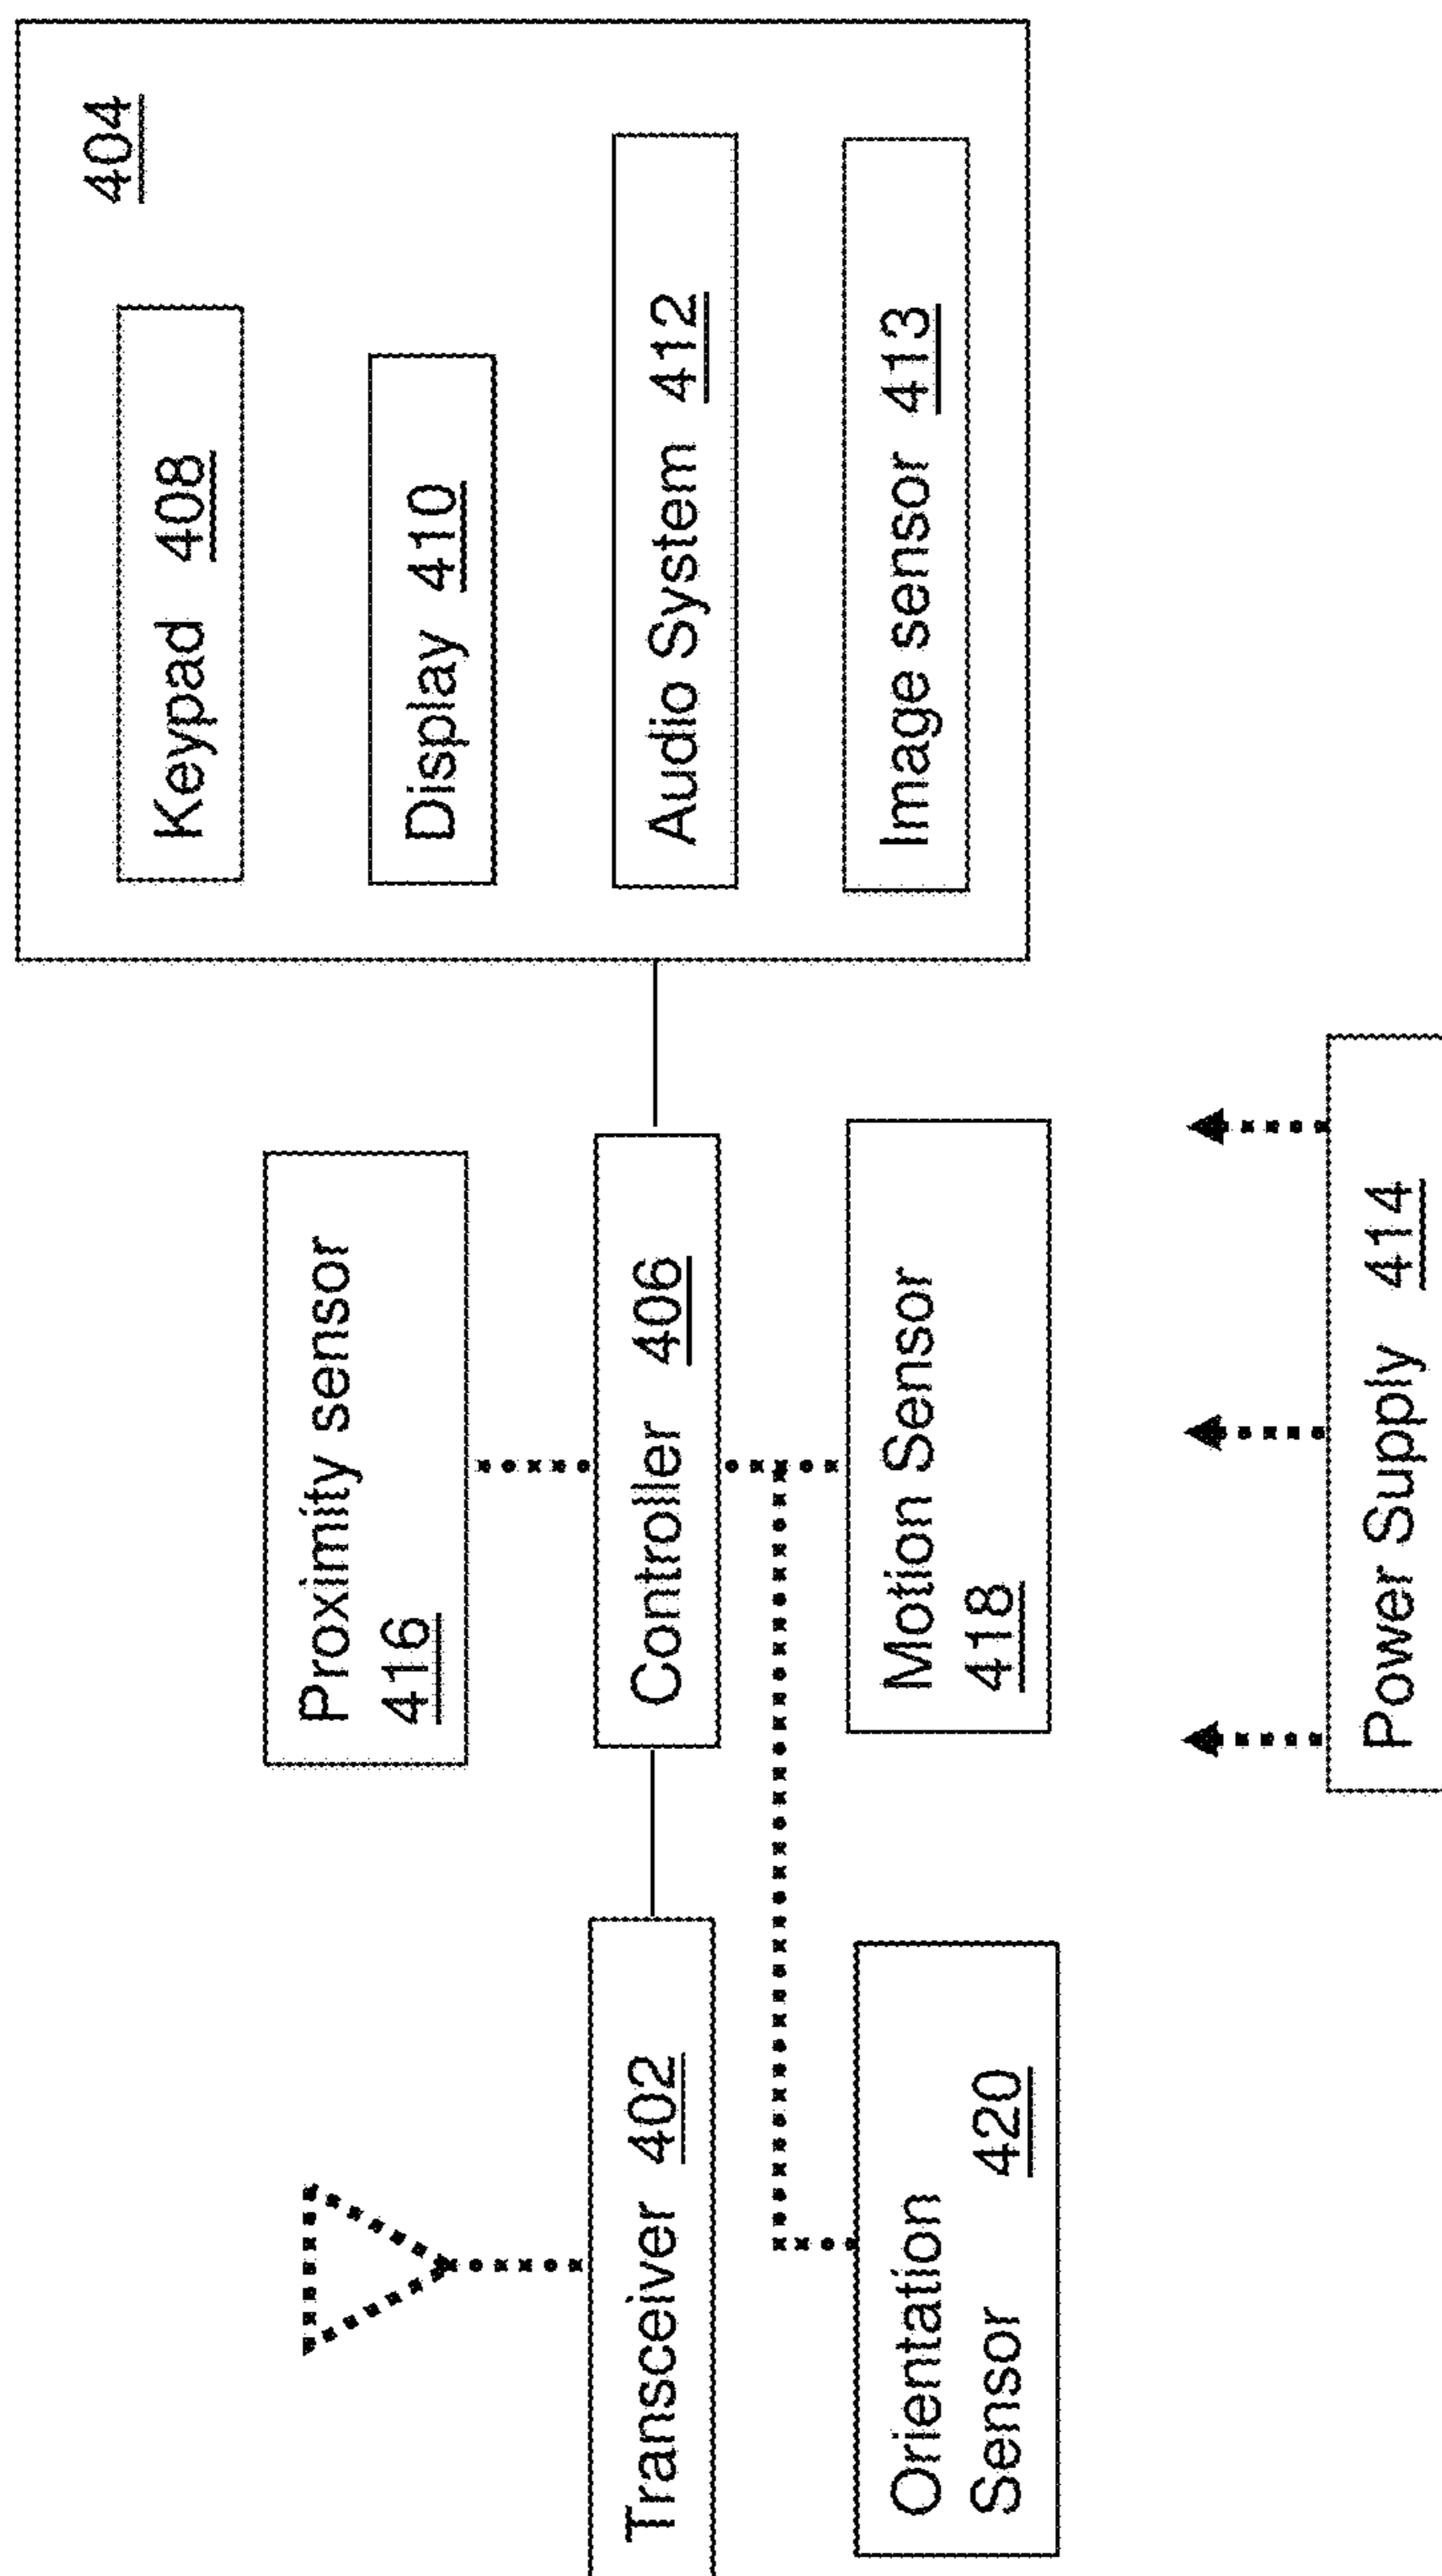 404
Keypad 408
Display 410
Audio System 412
Image sensor 413
Proximity sensor
416
Controller 406
Motion Sensor
418
Transceiver 402
Orientation
Sensor 420
Power Supply 414